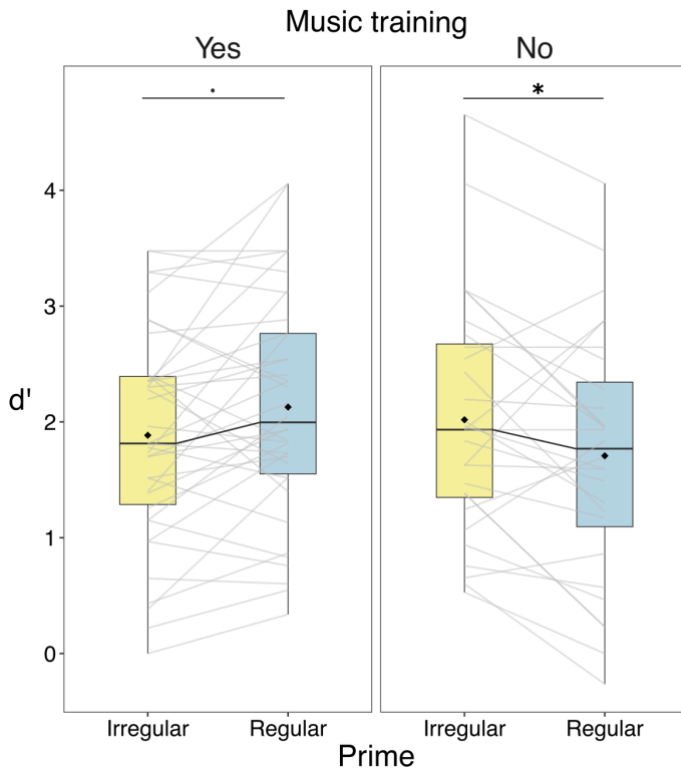 Music training
Yes No
. *
4
3
d'
2
1
0
Irregular Regular Irregular Regular
Prime